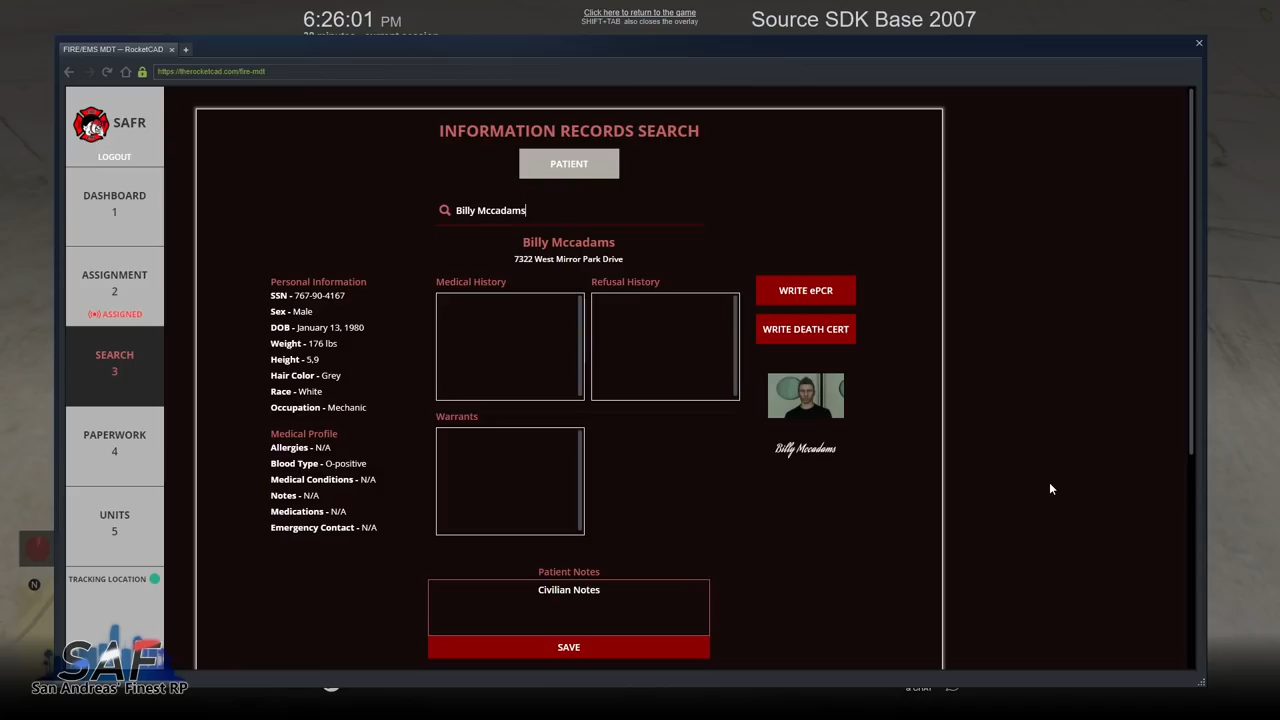 6:26:01 PM
Click here to return to the game
SHIFT+TAB also closes the overlay
Source SDK Base 2007
FIRE/EMS MDT — RocketCAD
https://therocketcad.com/fire-mdt
SAFR
LOGOUT
DASHBOARD
1
ASSIGNMENT
2
ASSIGNED
SEARCH
3
PAPERWORK
4
UNITS
5
TRACKING LOCATION
INFORMATION RECORDS SEARCH
PATIENT
Billy Mccadams
Billy Mccadams
7322 West Mirror Park Drive
Personal Information
SSN - 767-90-4167
Sex - Male
DOB - January 13, 1980
Weight - 176 lbs
Height - 5,9
Hair Color - Grey
Race - White
Occupation - Mechanic
Medical Profile
Allergies - N/A
Blood Type - O-positive
Medical Conditions - N/A
Notes - N/A
Medications - N/A
Emergency Contact - N/A
Medical History
Refusal History
Warrants
WRITE ePCR
WRITE DEATH CERT
Billy Mccadams
Patient Notes
Civilian Notes
SAVE
N
SAF
San Andreas' Finest RP
& CHAT